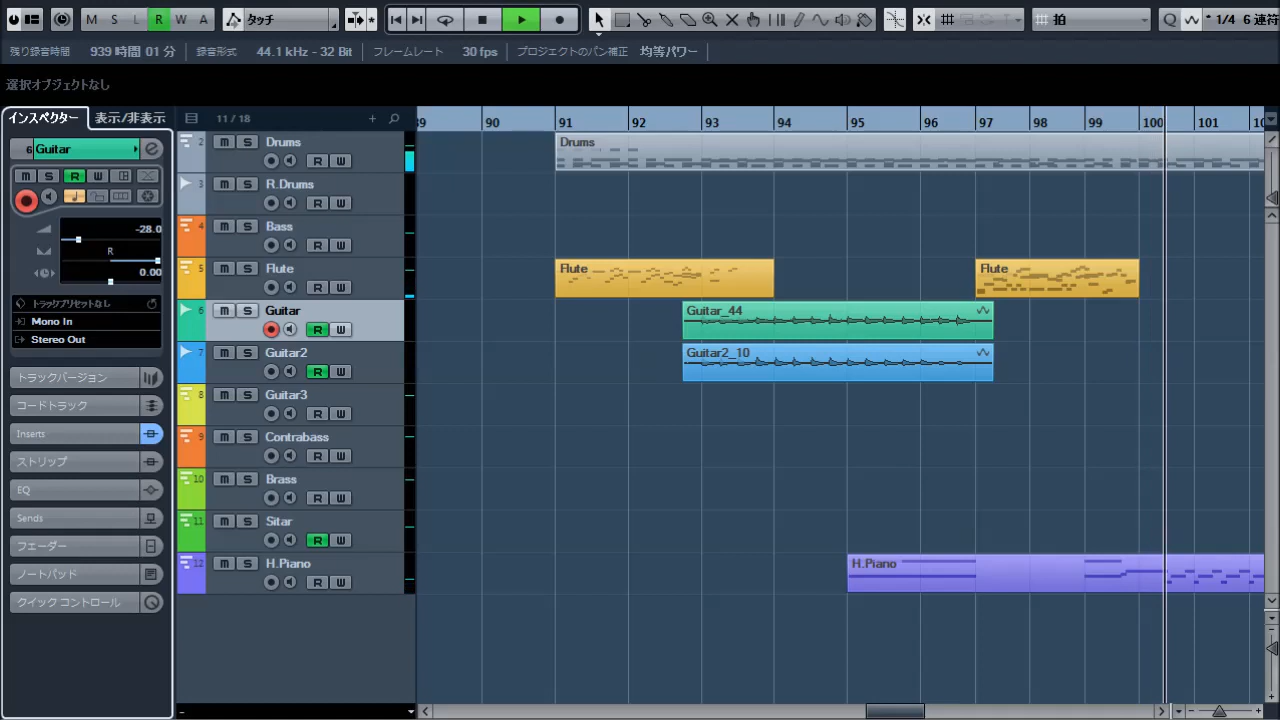 M S L R W A タッチ 拍 Q * 1/4 6 連符
残り録音時間 939 時間 01 分 録音形式 44.1 kHz - 32 Bit フレームレート 30 fps プロジェクトのパン補正 均等パワー
選択オブジェクトなし
インスペクター 表示/非表示 11 / 18 + 89 90 91 92 93 94 95 96 97 98 99 100 101 10
6 Guitar
m S R W
-28.0
R
0.00
トラックプリセットなし
Mono In
Stereo Out
トラックバージョン
コードトラック
Inserts
ストリップ
EQ
Sends
フェーダー
ノートパッド
クイック コントロール
2 m S Drums
R W
3 m S R.Drums
R W
4 m S Bass
R W
5 m S Flute
R W
6 m S Guitar
R W
7 m S Guitar2
R W
8 m S Guitar3
R W
9 m S Contrabass
R W
10 m S Brass
R W
11 m S Sitar
R W
12 m S H.Piano
R W
Drums
Flute Flute
Guitar_44
Guitar2_10
H.Piano